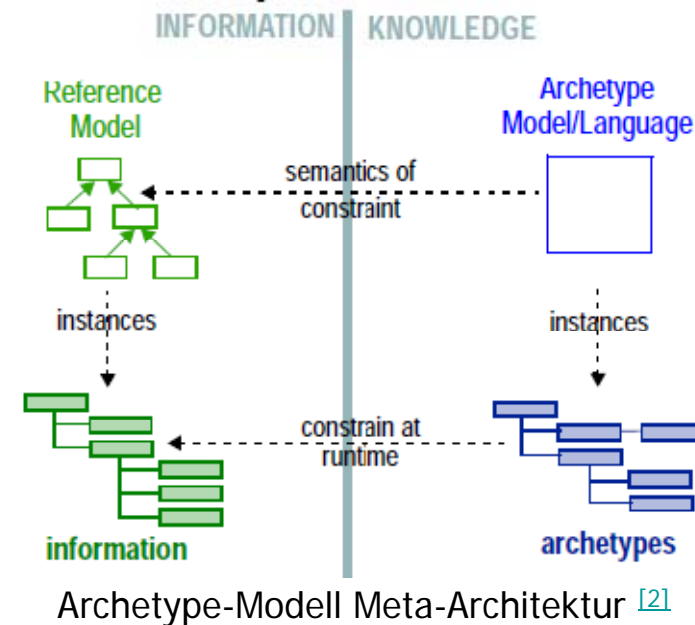 INFORMATION KNOWLEDGE
Reference
Model
Archetype
Model/Language
semantics of
constraint
instances
instances
constrain at
runtime
information
archetypes
Archetype-Modell Meta-Architektur [2]